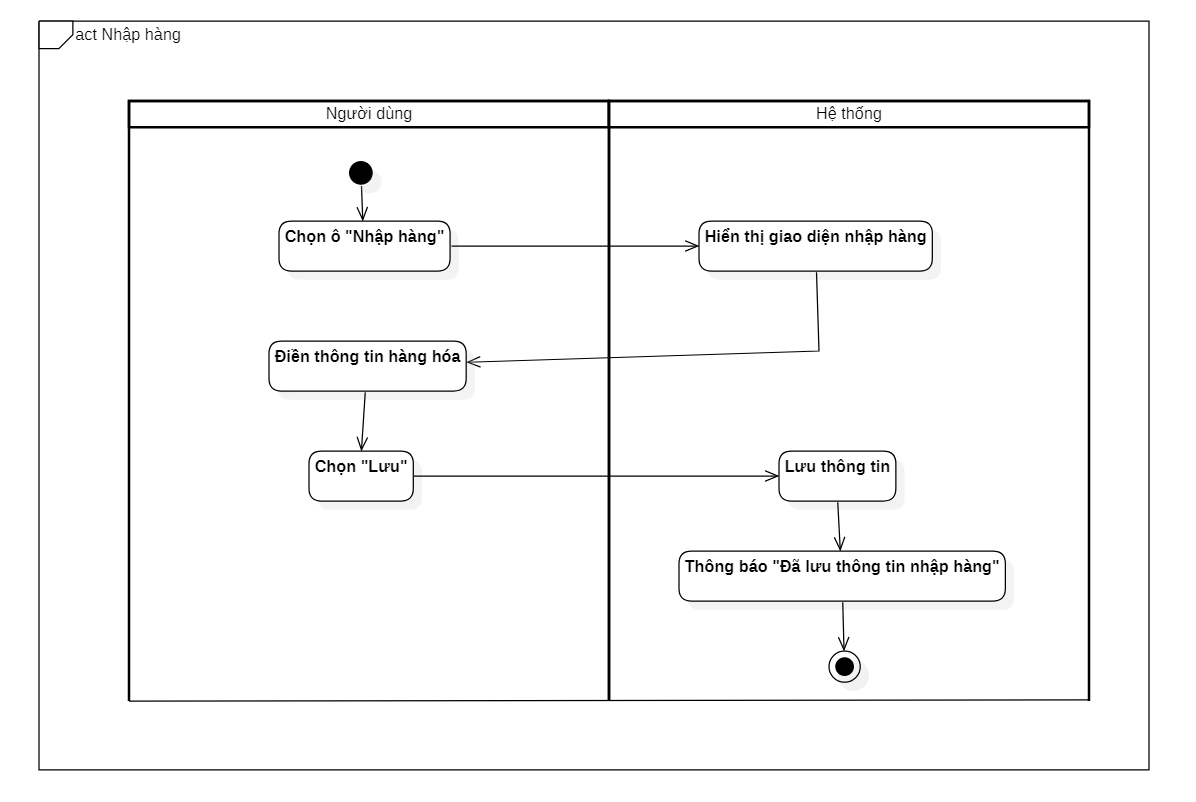 act Nhập hàng
Người dùng
Hệ thống
Chọn ô "Nhập hàng"
Hiển thị giao diện nhập hàng
Điền thông tin hàng hóa
Chọn "Lưu"
Lưu thông tin
Thông báo "Đã lưu thông tin nhập hàng"